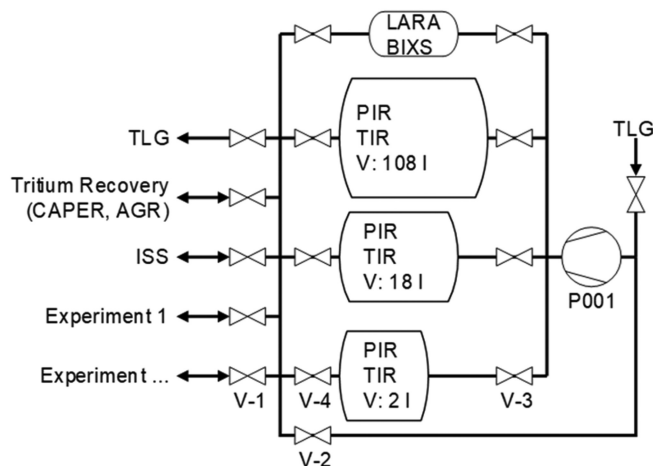 LARA
BIXS
PIR
TIR
V: 108 l
TLG
TLG
Tritium Recovery
(CAPER, AGR)
PIR
TIR
V: 18 l
ISS
P001
Experiment 1
PIR
TIR
V: 2 l
Experiment ...
V-1
V-4
V-3
V-2